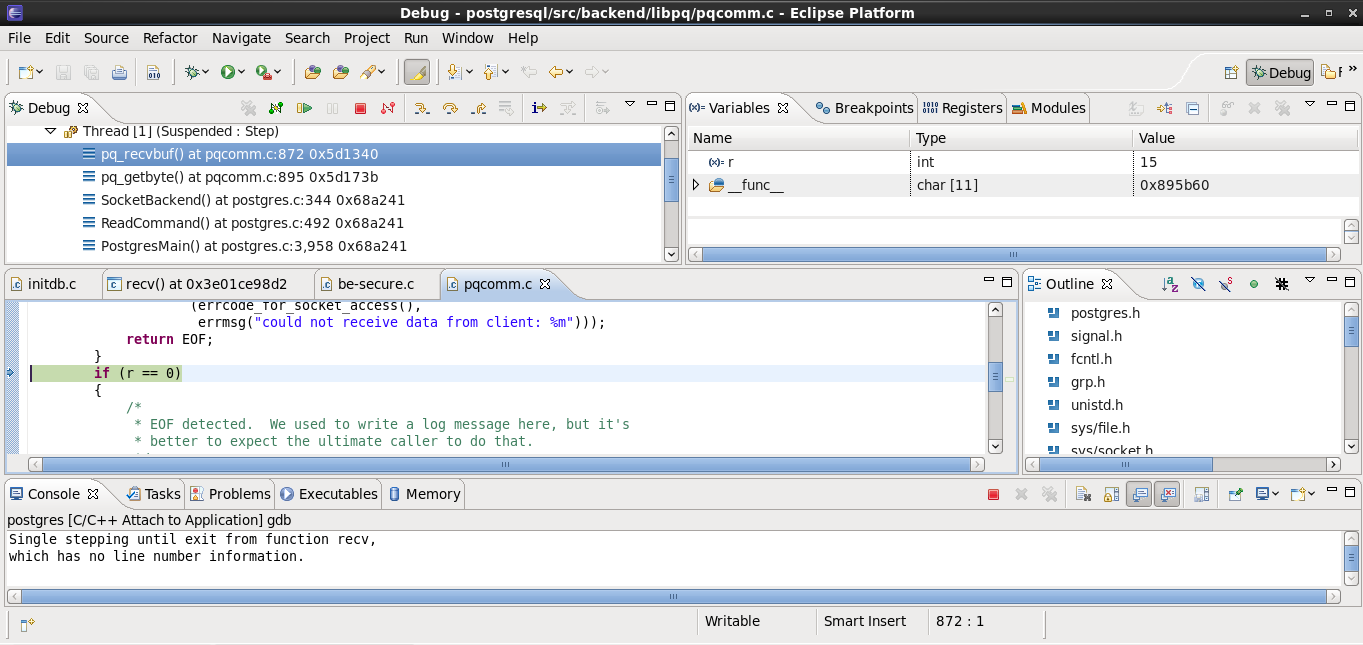 Debug - postgresql/src/backend/libpq/pqcomm.c - Eclipse Platform
File Edit Source Refactor Navigate Search Project Run Window Help
Debug
Debug
Thread [1] (Suspended : Step)
pq_recvbuf() at pqcomm.c:872 0x5d1340
pq_getbyte() at pqcomm.c:895 0x5d173b
SocketBackend() at postgres.c:344 0x68a241
ReadCommand() at postgres.c:492 0x68a241
PostgresMain() at postgres.c:3,958 0x68a241
(x)= Variables Breakpoints 1010 0101 Registers Modules
Name Type Value
(x)= r int 15
__func__ char [11] 0x895b60
initdb.c recv() at 0x3e01ce98d2 be-secure.c pqcomm.c
(errcode_for_socket_access(),
errmsg("could not receive data from client: %m")));
return EOF;
}
if (r == 0)
{
/*
* EOF detected.  We used to write a log message here, but it's
* better to expect the ultimate caller to do that.
Outline
postgres.h
signal.h
fcntl.h
grp.h
unistd.h
sys/file.h
sys/socket.h
Console Tasks Problems Executables Memory
postgres [C/C++ Attach to Application] gdb
Single stepping until exit from function recv,
which has no line number information.
Writable Smart Insert 872 : 1